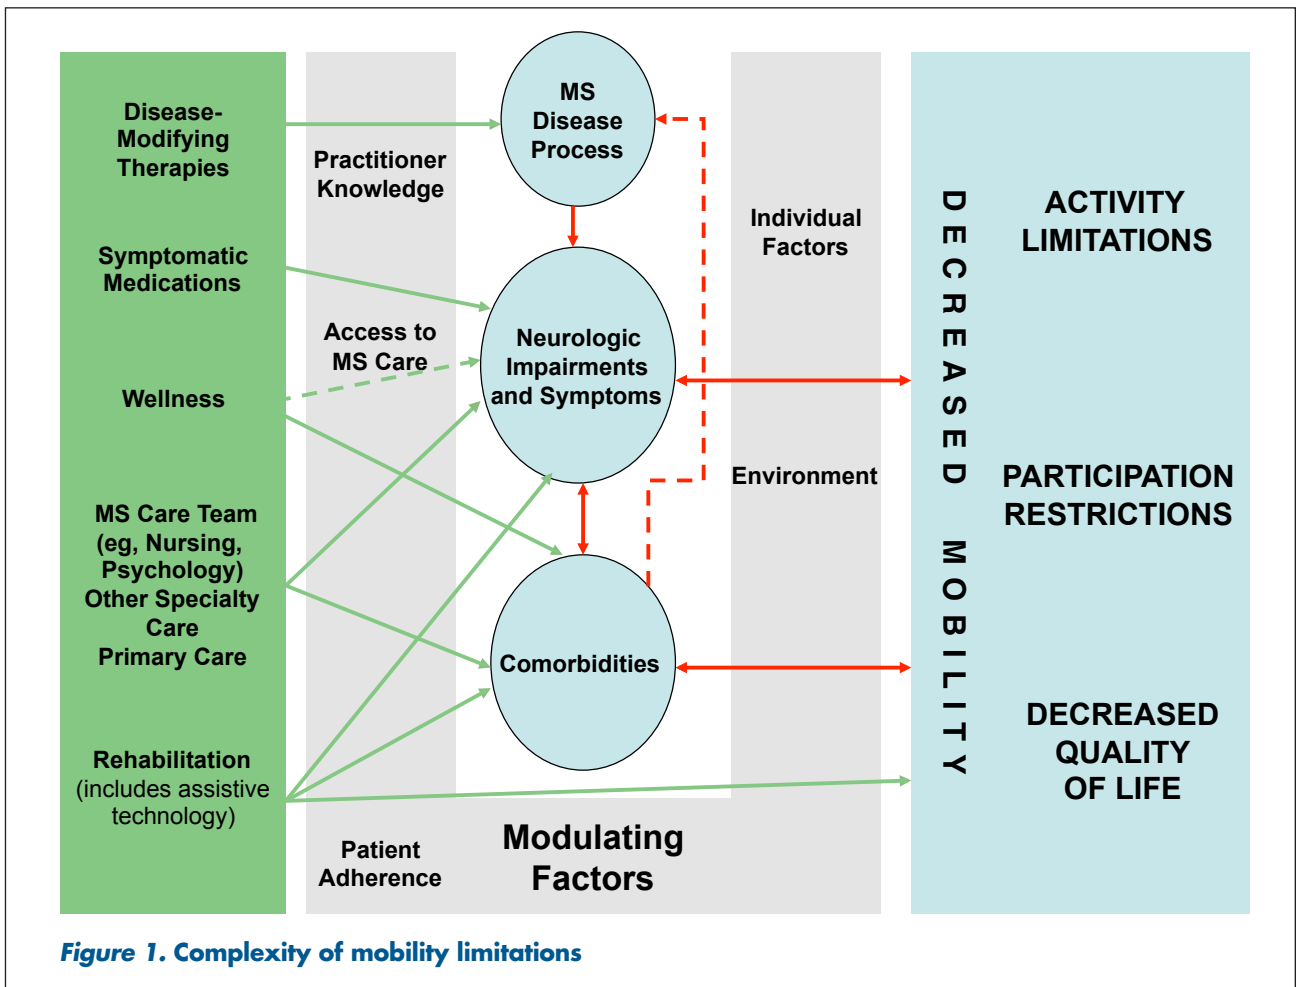 Disease-
Modifying
Therapies
Symptomatic
Medications
Wellness
MS Care Team
(eg, Nursing,
Psychology)
Other Specialty
Care
Primary Care
Rehabilitation
(includes assistive
technology)
Practitioner
Knowledge
Access to
MS Care
Patient
Adherence
MS
Disease
Process
Neurologic
Impairments
and Symptoms
Comorbidities
Modulating
Factors
Individual
Factors
Environment
DECREASED MOBILITY
ACTIVITY
LIMITATIONS
PARTICIPATION
RESTRICTIONS
DECREASED
QUALITY
OF LIFE
Figure 1. Complexity of mobility limitations